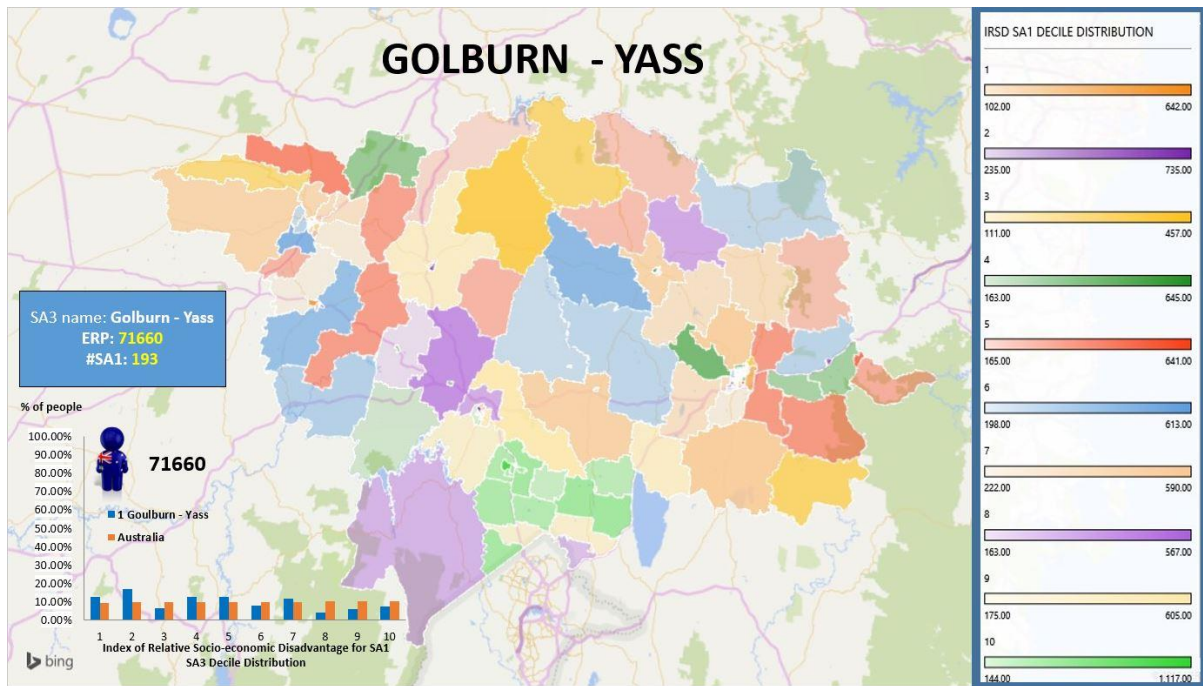 GOLBURN - YASS
SA3 name: Golburn - Yass
ERP: 71660
#SA1: 193
% of people
100.00%
90.00%
80.00%
70.00%
60.00%
50.00%
40.00%
30.00%
20.00%
10.00%
0.00%
71660
1 Goulburn - Yass
Australia
1 2 3 4 5 6 7 8 9 10
Index of Relative Socio-economic Disadvantage for SA1
SA3 Decile Distribution
bing
IRSD SA1 DECILE DISTRIBUTION
1
102.00 642.00
2
235.00 735.00
3
111.00 457.00
4
163.00 645.00
5
165.00 641.00
6
198.00 613.00
7
222.00 590.00
8
163.00 567.00
9
175.00 605.00
10
144.00 1,117.00